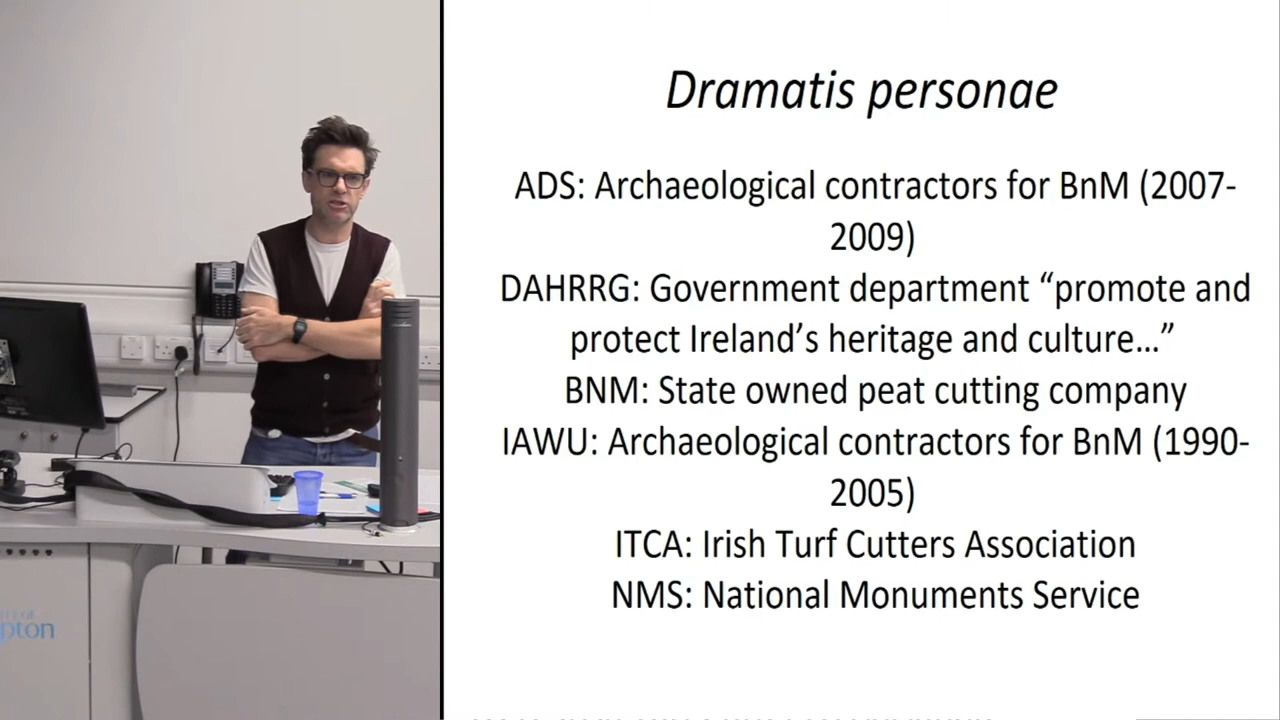 Dramatis personae
ADS: Archaeological contractors for BnM (2007-
2009)
DAHRRG: Government department “promote and
protect Ireland’s heritage and culture…”
BNM: State owned peat cutting company
IAWU: Archaeological contractors for BnM (1990-
2005)
ITCA: Irish Turf Cutters Association
NMS: National Monuments Service
pton